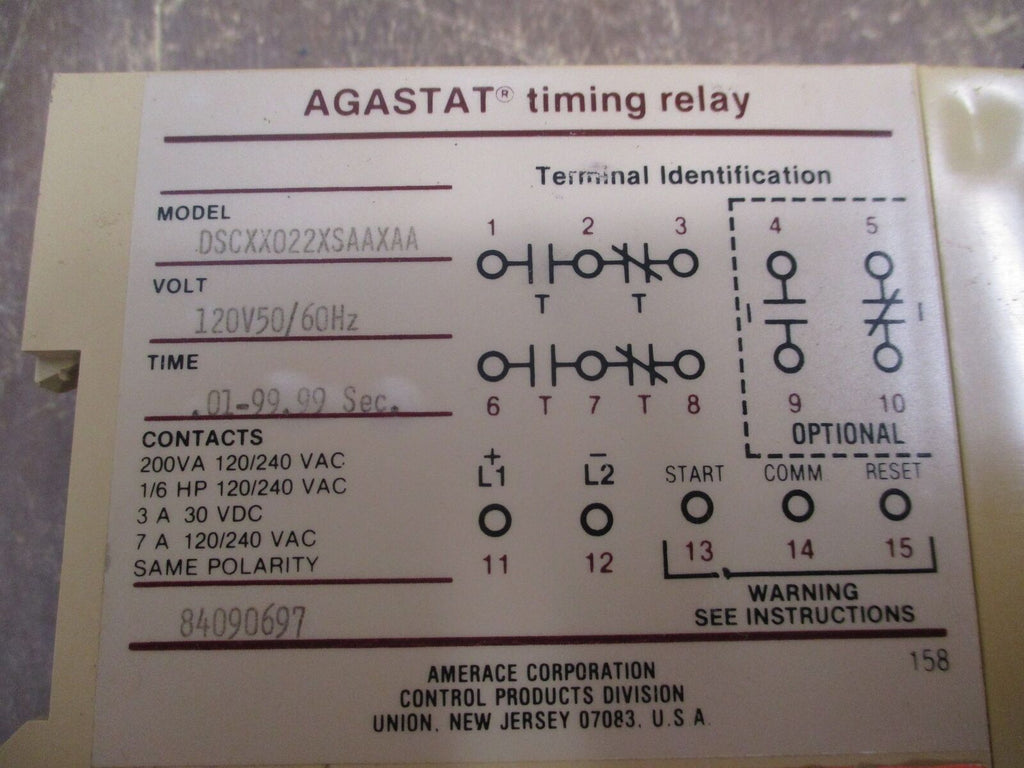 AGASTAT® timing relay
MODEL
DSCXX022XSAAXAA
VOLT
120V50/60Hz
TIME
.01-99.99 Sec.
CONTACTS
200VA 120/240 VAC
1/6 HP 120/240 VAC
3 A 30 VDC
7 A 120/240 VAC
SAME POLARITY
84090697
Terminal Identification
1 2 3
T T
6 T 7 T 8
4 5
I I
9 10
OPTIONAL
+ −
L1 L2 START COMM RESET
11 12 13 14 15
WARNING
SEE INSTRUCTIONS
158
AMERACE CORPORATION
CONTROL PRODUCTS DIVISION
UNION, NEW JERSEY 07083, U.S A.